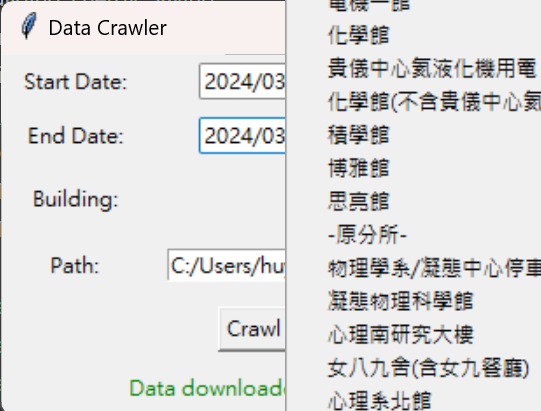 Data Crawler
Start Date:
2024/03
End Date:
2024/03
Building:
Path:
C:/Users/hu
Crawl
Data download
電機一館
化學館
貴儀中心氦液化機用電
化學館(不含貴儀中心氦
積學館
博雅館
思亮館
-原分所-
物理學系/凝態中心停車
凝態物理科學館
心理南研究大樓
女八九舍(含女九餐廳)
心理系北館